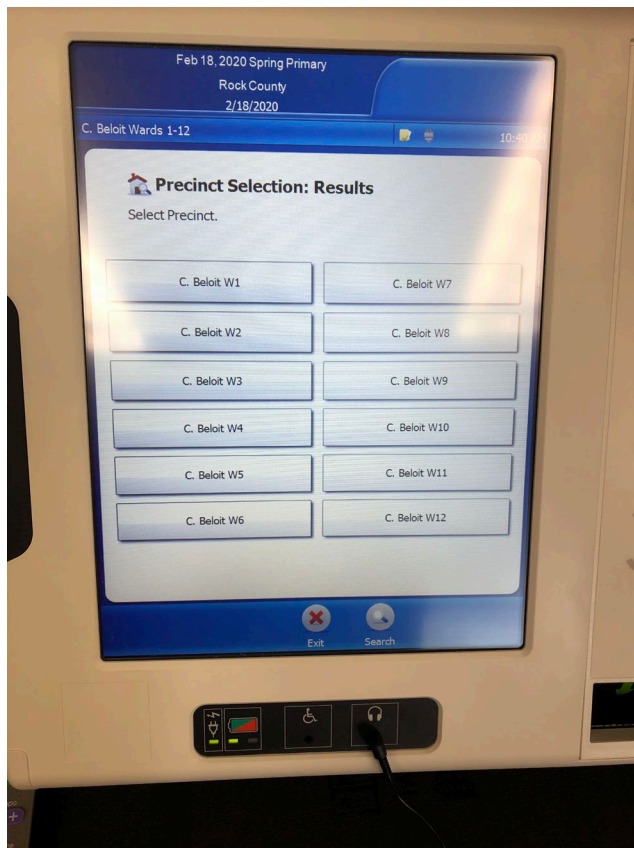 Feb 18, 2020 Spring Primary
Rock County
2/18/2020
C. Beloit Wards 1-12
10:40
Precinct Selection: Results
Select Precinct.
C. Beloit W1
C. Beloit W7
C. Beloit W2
C. Beloit W8
C. Beloit W3
C. Beloit W9
C. Beloit W4
C. Beloit W10
C. Beloit W5
C. Beloit W11
C. Beloit W6
C. Beloit W12
Exit
Search